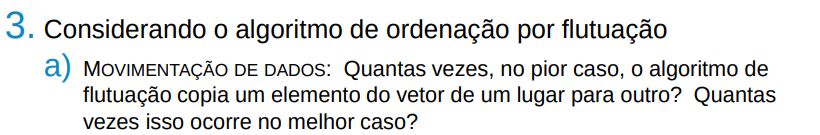 3. Considerando o algoritmo de ordenação por flutuação
a) MOVIMENTAÇÃO DE DADOS: Quantas vezes, no pior caso, o algoritmo de
flutuação copia um elemento do vetor de um lugar para outro? Quantas
vezes isso ocorre no melhor caso?